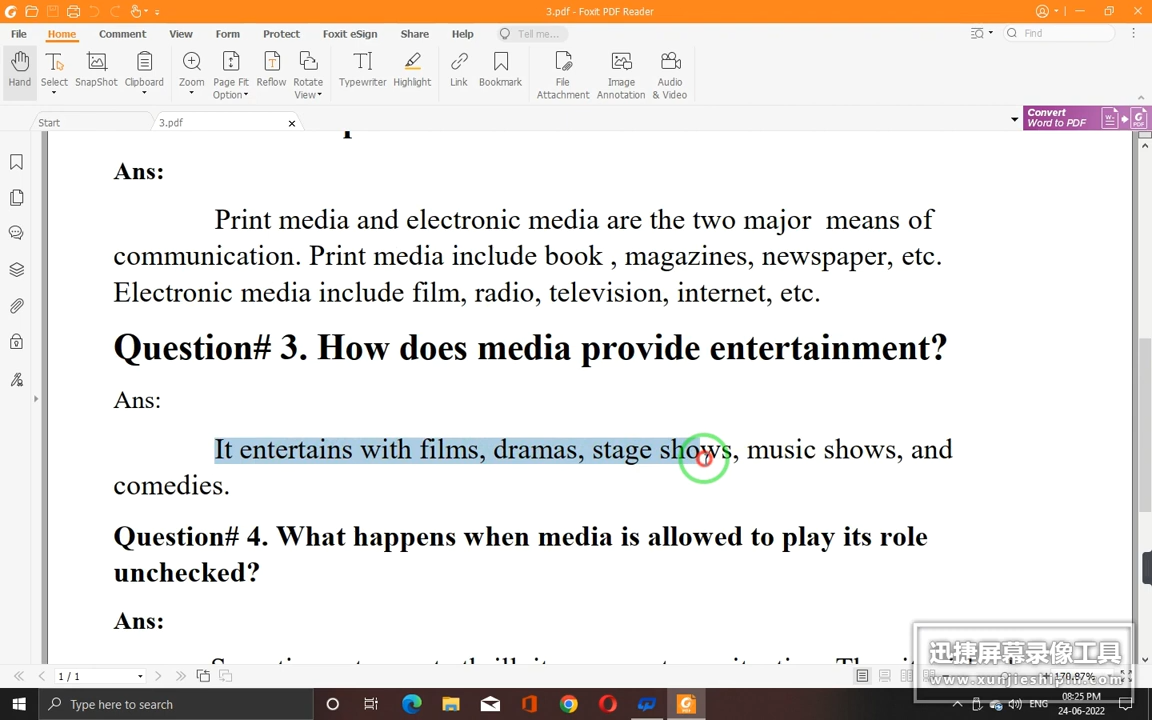 3.pdf - Foxit PDF Reader
File Home Comment View Form Protect Foxit eSign Share Help Tell me... Find
Hand Select SnapShot Clipboard Zoom Page Fit Option Reflow Rotate View Typewriter Highlight Link Bookmark File Attachment Image Annotation Audio & Video
Start 3.pdf
Convert
Word to PDF
Ans:
Print media and electronic media are the two major means of
communication. Print media include book , magazines, newspaper, etc.
Electronic media include film, radio, television, internet, etc.
Question# 3. How does media provide entertainment?
Ans:
It entertains with films, dramas, stage shows, music shows, and
comedies.
Question# 4. What happens when media is allowed to play its role
unchecked?
Ans:
迅捷屏幕录像工具
www.xunjieshipin.com
1 / 1
170.87%
Type here to search
ENG
08:25 PM
24-06-2022